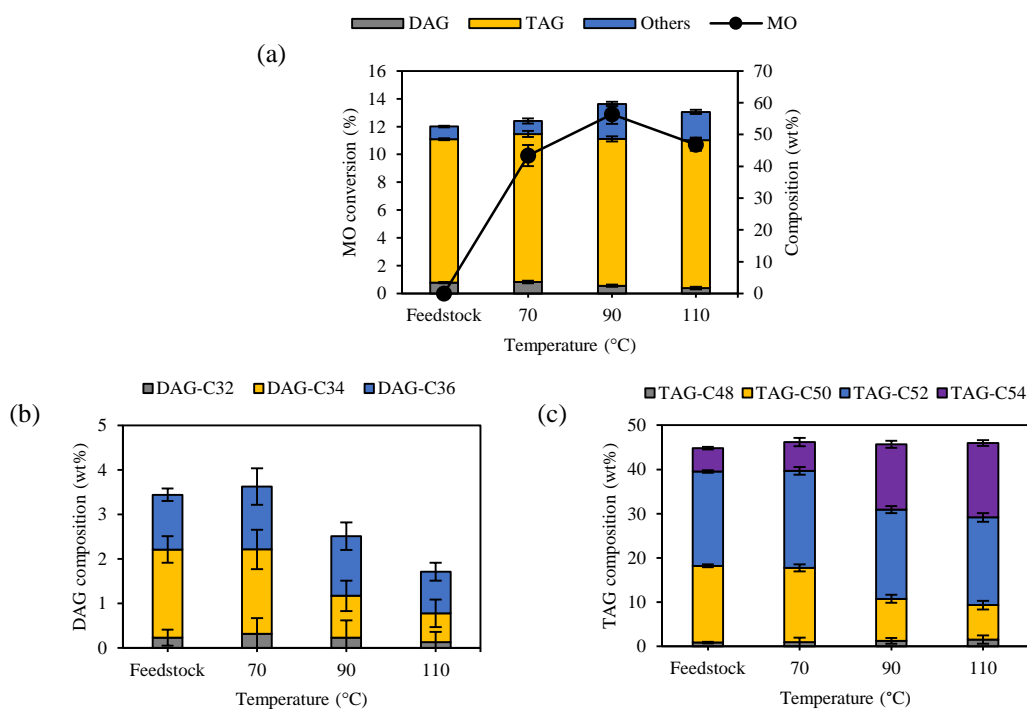 DAG TAG Others MO
(a)
16 70
14 60
12 50
10
8 40
6 30
4 20
2 10
0 0
MO conversion (%)
Composition (wt%)
Feedstock 70 90 110
Temperature (°C)
DAG-C32 DAG-C34 DAG-C36
(b)
5
4
3
2
1
0
DAG composition (wt%)
Feedstock 70 90 110
Temperature (°C)
TAG-C48 TAG-C50 TAG-C52 TAG-C54
(c)
50
40
30
20
10
0
TAG composition (wt%)
Feedstock 70 90 110
Temperature (°C)